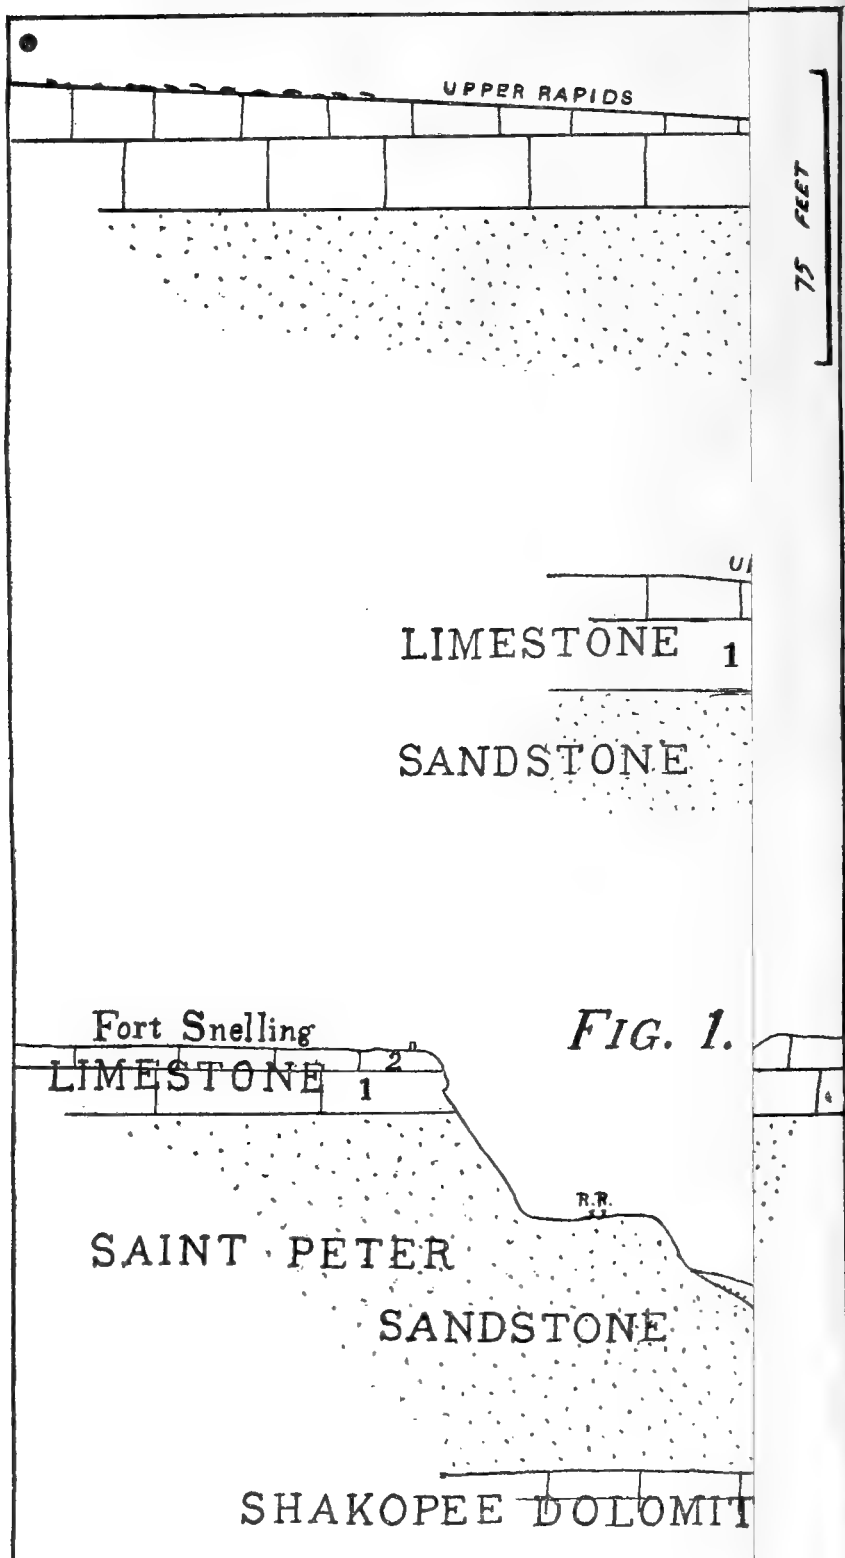 UPPER RAPIDS
75 FEET
LIMESTONE 1
SANDSTONE
Fort Snelling
FIG. 1.
2
LIMESTONE
1
R.R.
SAINT PETER
SANDSTONE
SHAKOPEE DOLOMIT